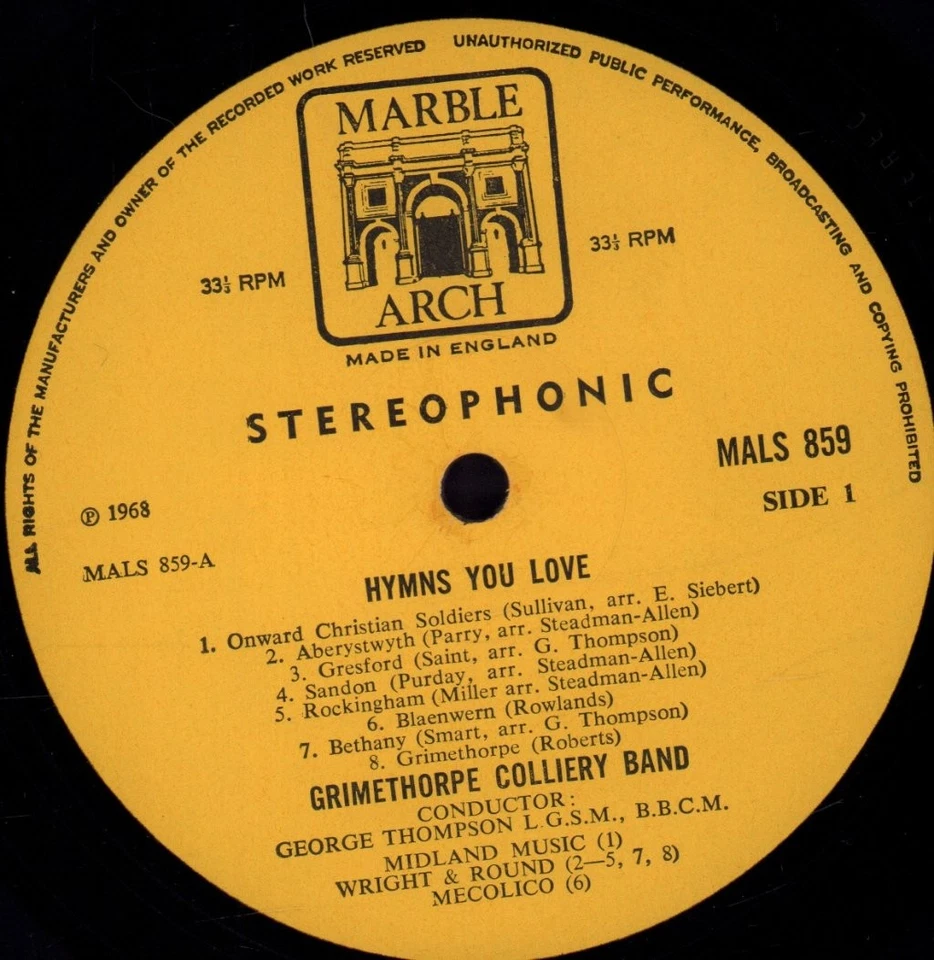 ALL RIGHTS OF THE MANUFACTURERS AND OWNER OF THE RECORDED WORK RESERVED
UNAUTHORIZED PUBLIC PERFORMANCE, BROADCASTING AND COPYING PROHIBITED
MARBLE
ARCH
33⅓ RPM
33⅓ RPM
MADE IN ENGLAND
STEREOPHONIC
MALS 859
SIDE 1
℗ 1968
MALS 859-A
HYMNS YOU LOVE
1. Onward Christian Soldiers (Sullivan, arr. E. Siebert)
2. Aberystwyth (Parry, arr. Steadman-Allen)
3. Gresford (Saint, arr. G. Thompson)
4. Sandon (Purday, arr. Steadman-Allen)
5. Rockingham (Miller arr. Steadman-Allen)
6. Blaenwern (Rowlands)
7. Bethany (Smart, arr. G. Thompson)
8. Grimethorpe (Roberts)
GRIMETHORPE COLLIERY BAND
CONDUCTOR:
GEORGE THOMPSON L.G.S.M., B.B.C.M.
MIDLAND MUSIC (1)
WRIGHT & ROUND (2—5, 7, 8)
MECOLICO (6)